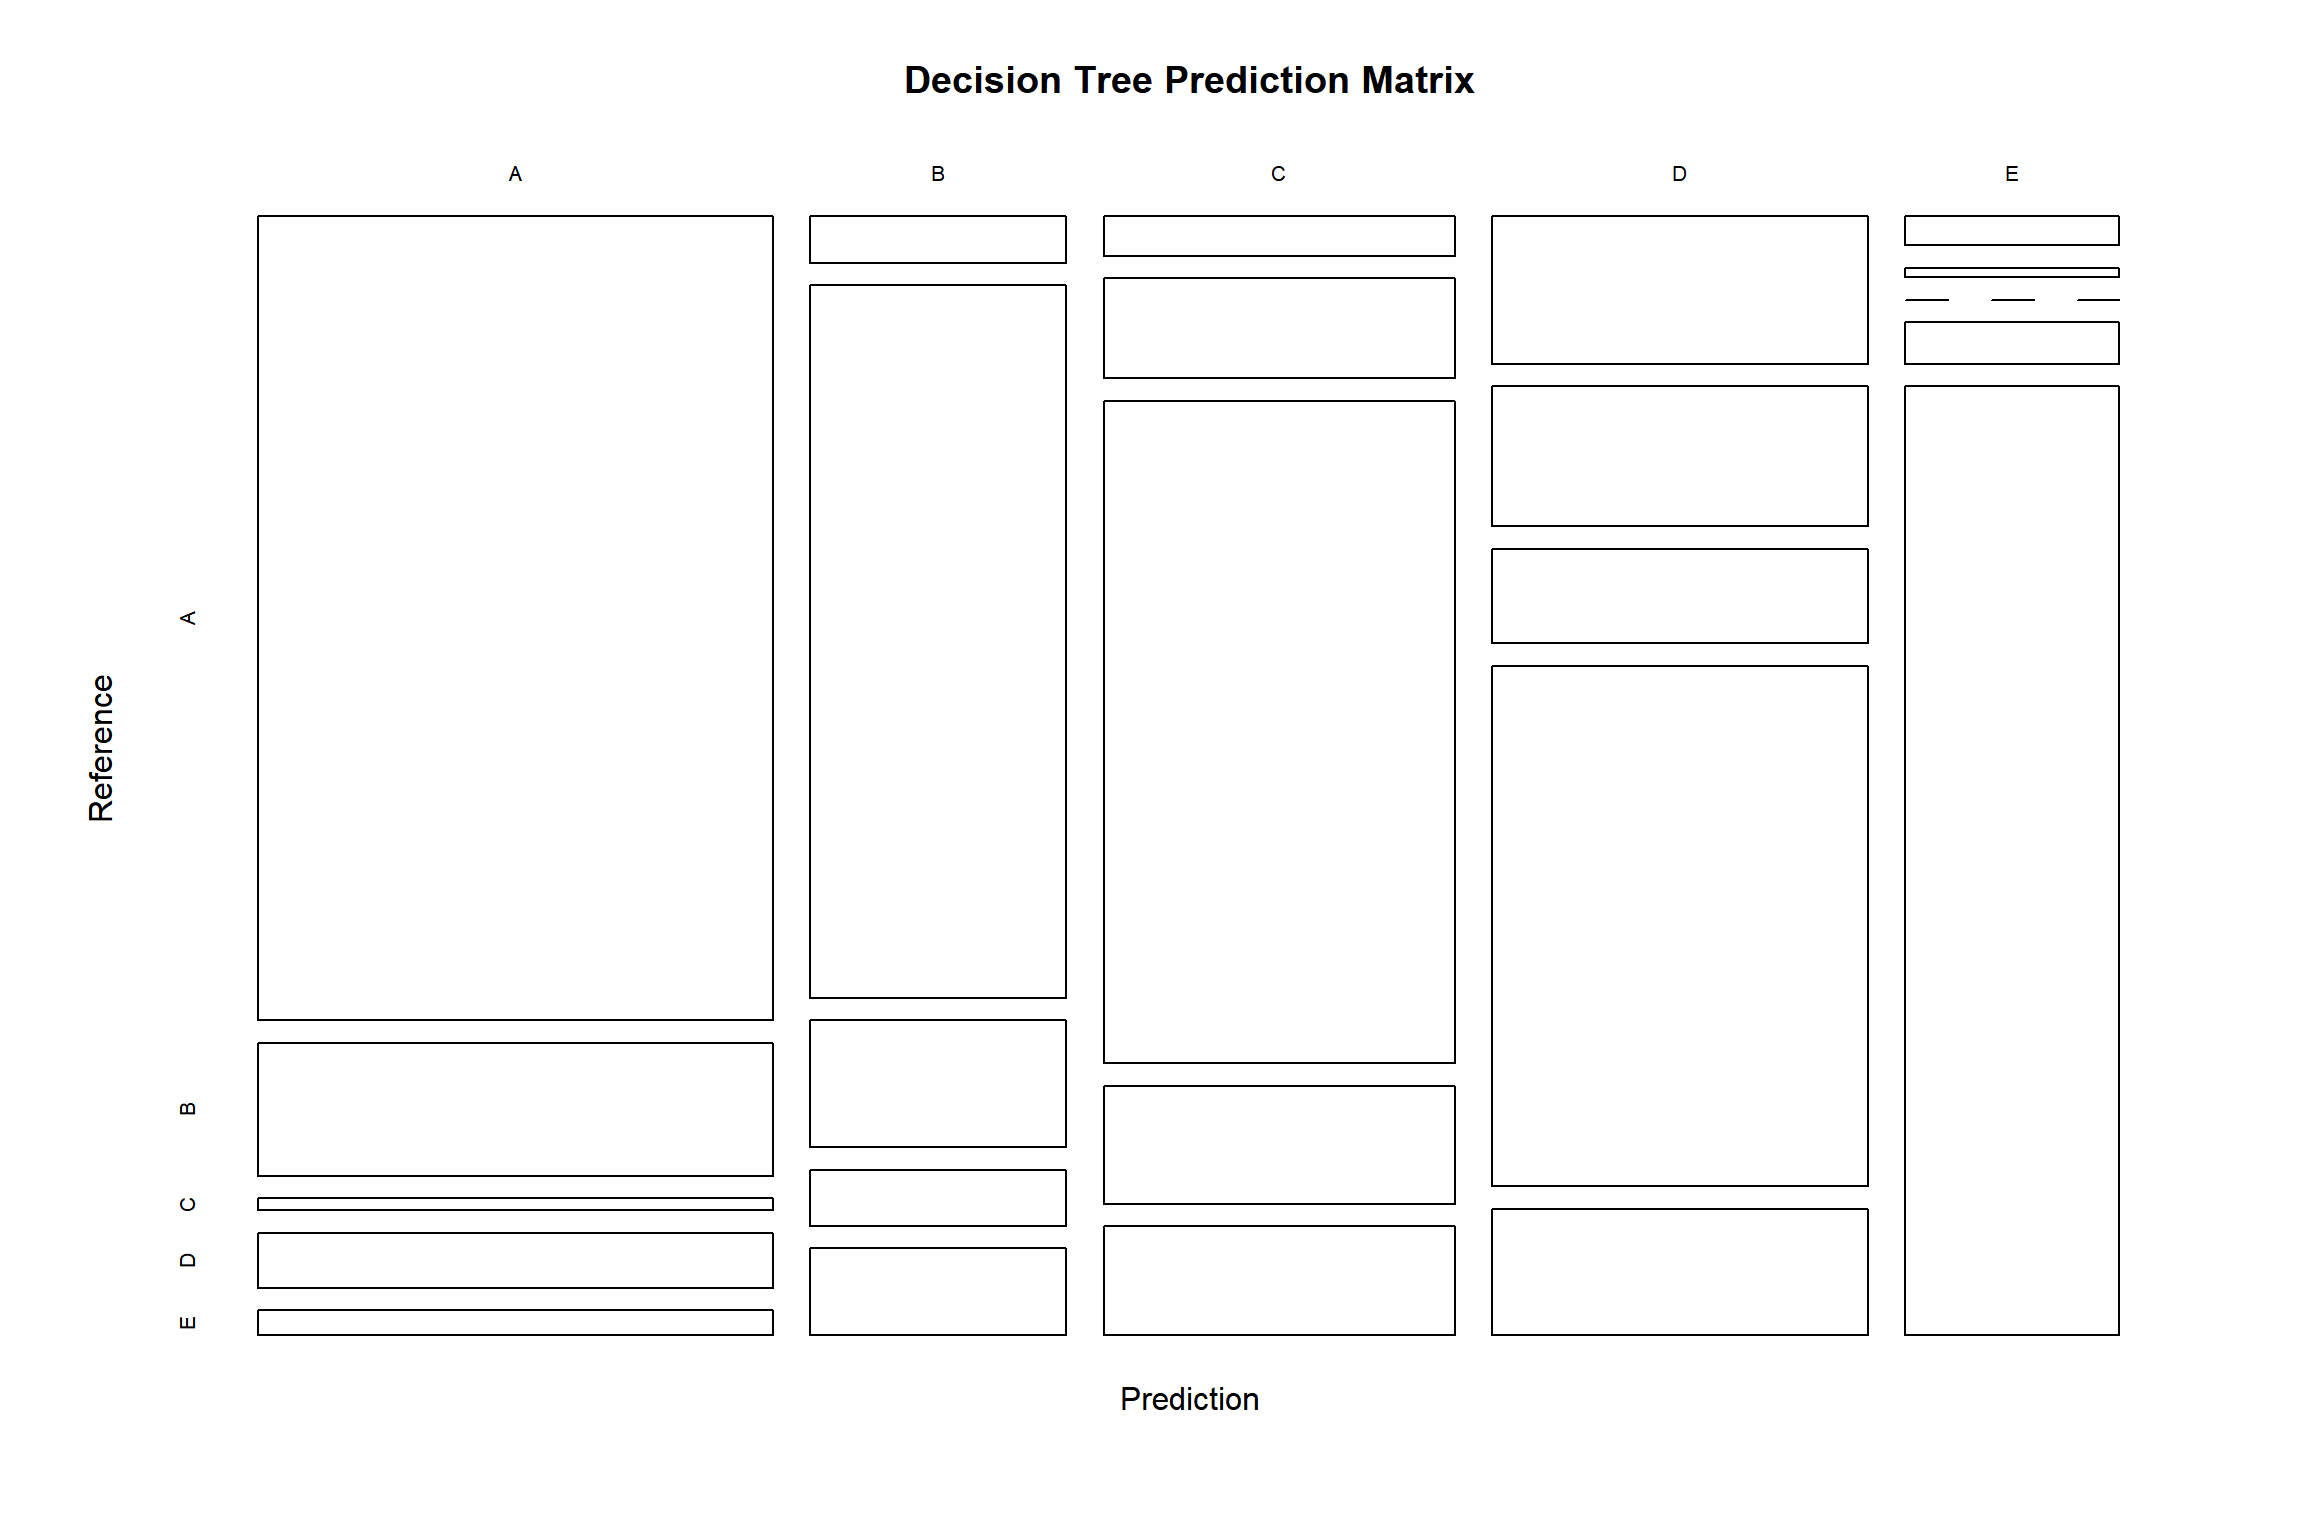 Decision Tree Prediction Matrix
A B C D E
Reference
A
B
C
D
E
Prediction